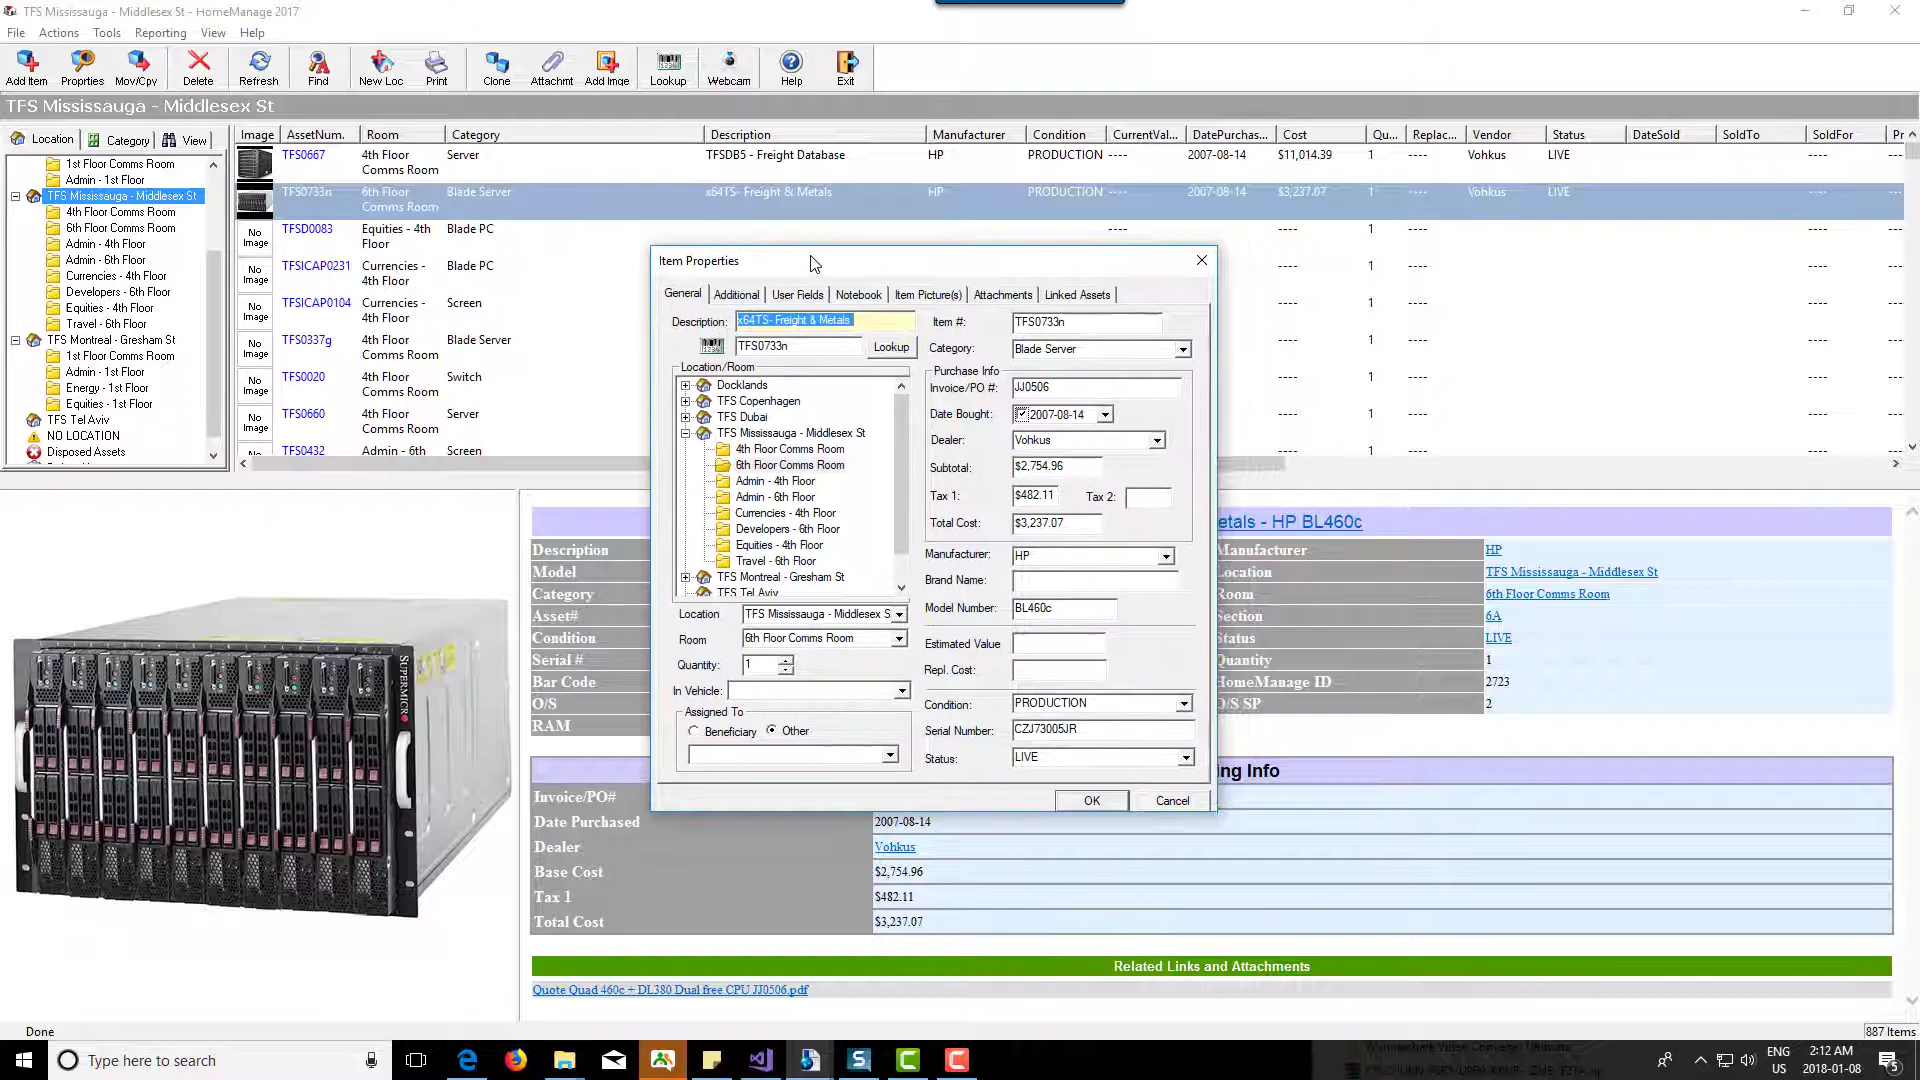 TFS Mississauga - Middlesex St - HomeManage 2017
File Actions Tools Reporting View Help
Add Item Properties Mov/Cpy Delete Refresh Find New Loc Print Clone Attachmt Add Imge Lookup Webcam Help Exit
TFS Mississauga - Middlesex St
Location Category View
Image AssetNum. Room Category Description Manufacturer Condition CurrentVal... DatePurchas... Cost Qu... Replac... Vendor Status DateSold SoldTo SoldFor Pr
1st Floor Comms Room
Admin - 1st Floor
TFS Mississauga - Middlesex St
4th Floor Comms Room
6th Floor Comms Room
Admin - 4th Floor
Admin - 6th Floor
Currencies - 4th Floor
Developers - 6th Floor
Equities - 4th Floor
Travel - 6th Floor
TFS Montreal - Gresham St
1st Floor Comms Room
Admin - 1st Floor
Energy - 1st Floor
Equities - 1st Floor
TFS Tel Aviv
NO LOCATION
Disposed Assets
TFS0667 4th Floor Comms Room Server TFSDB5 - Freight Database HP PRODUCTION ---- 2007-08-14 $11,014.39 1 ---- Vohkus LIVE ----
TFS0733n 6th Floor Comms Room Blade Server x64TS- Freight & Metals HP PRODUCTION ---- 2007-08-14 $3,237.07 1 ---- Vohkus LIVE ----
No Image TFSD0083 Equities - 4th Floor Blade PC ---- ---- 1 ---- ----
No Image TFSICAP0231 Currencies - 4th Floor Blade PC ---- 1 ---- ----
No Image TFSICAP0104 Currencies - 4th Floor Screen ---- 1 ---- ----
No Image TFS0337g 4th Floor Comms Room Blade Server ---- 1 ---- ----
No Image TFS0020 4th Floor Comms Room Switch ---- 1 ---- ----
No Image TFS0660 4th Floor Comms Room Server ---- 1 ---- ----
TFS0432 Admin - 6th Screen ---- 1 ---- ----
Item Properties
General Additional User Fields Notebook Item Picture(s) Attachments Linked Assets
Description: x64TS- Freight & Metals
TFS0733n Lookup
Location/Room
Docklands
TFS Copenhagen
TFS Dubai
TFS Mississauga - Middlesex St
4th Floor Comms Room
6th Floor Comms Room
Admin - 4th Floor
Admin - 6th Floor
Currencies - 4th Floor
Developers - 6th Floor
Equities - 4th Floor
Travel - 6th Floor
TFS Montreal - Gresham St
TFS Tel Aviv
Location TFS Mississauga - Middlesex S
Room 6th Floor Comms Room
Quantity: 1
In Vehicle:
Assigned To
Beneficiary Other
Item #: TFS0733n
Category: Blade Server
Purchase Info
Invoice/PO #: JJ0506
Date Bought: 2007-08-14
Dealer: Vohkus
Subtotal: $2,754.96
Tax 1: $482.11 Tax 2:
Total Cost: $3,237.07
Manufacturer: HP
Brand Name:
Model Number: BL460c
Estimated Value
Repl. Cost:
Condition: PRODUCTION
Serial Number: CZJ73005JR
Status: LIVE
OK Cancel
SUPERMICRO
etals - HP BL460c
Description Manufacturer HP
Model Location TFS Mississauga - Middlesex St
Category Room 6th Floor Comms Room
Asset# Section 6A
Condition Status LIVE
Serial # Quantity 1
Bar Code HomeManage ID 2723
O/S O/S SP 2
RAM
ing Info
Invoice/PO#
Date Purchased 2007-08-14
Dealer Vohkus
Base Cost $2,754.96
Tax 1 $482.11
Total Cost $3,237.07
Related Links and Attachments
Quote Quad 460c + DL380 Dual free CPU JJ0506.pdf
Done
887 Items
Type here to search
ENG
US
2:12 AM
2018-01-08
5